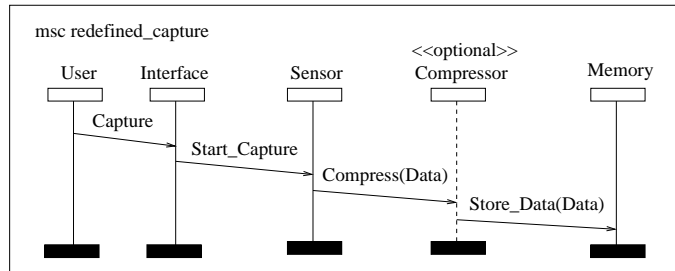 msc redefined_capture
<<optional>>
User Interface Sensor Compressor Memory
Capture
Start_Capture
Compress(Data)
Store_Data(Data)